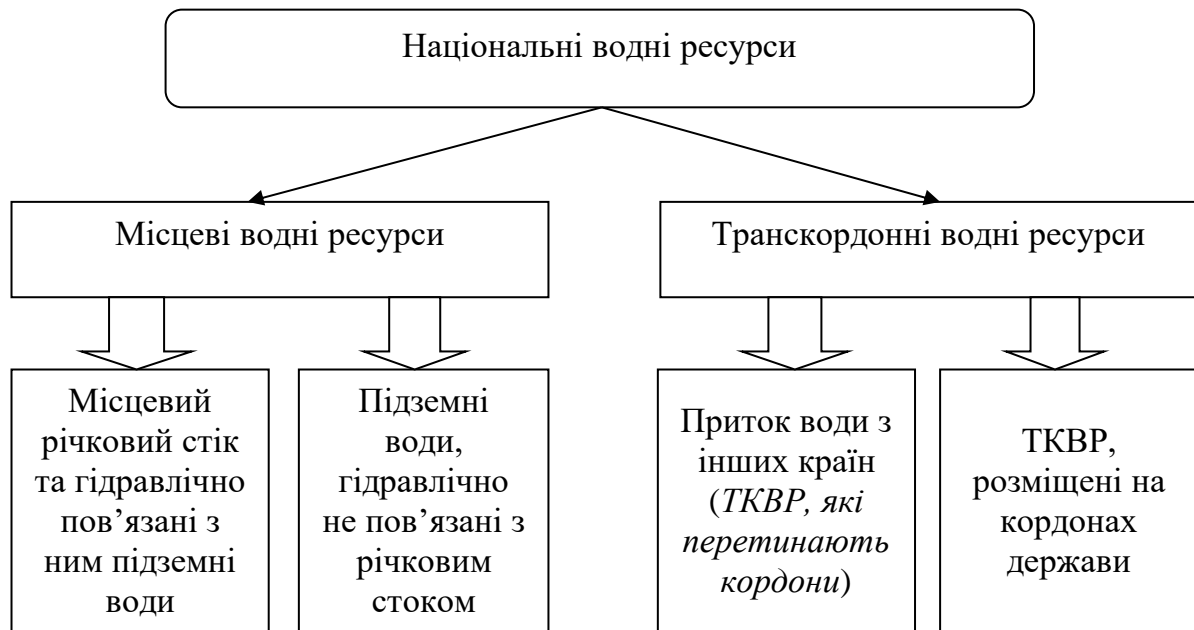 Національні водні ресурси
Місцеві водні ресурси
Транскордонні водні ресурси
Місцевий
річковий стік
та гідравлічно
пов’язані з
ним підземні
води
Підземні
води,
гідравлічно
не пов’язані з
річковим
стоком
Приток води з
інших країн
(ТКВР, які
перетинають
кордони)
ТКВР,
розміщені на
кордонах
держави